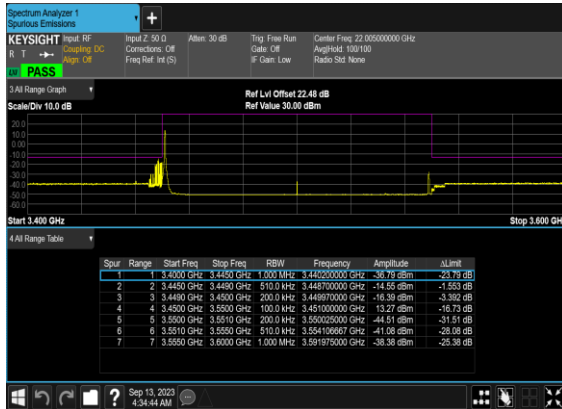 Spectrum Analyzer 1
Spurious Emissions
KEYSIGHT Input: RF Input Z: 50 Ω Atten: 30 dB Trig: Free Run Center Freq: 22.005000000 GHz
R T Coupling: DC Corrections: Off Gate: Off Avg|Hold: 100/100
Align: Off Freq Ref: Int (S) IF Gain: Low Radio Std: None
PASS
3 All Range Graph
Scale/Div 10.0 dB
Ref Lvl Offset 22.48 dB
Ref Value 30.00 dBm
20.0
10.0
0.00
-10.0
-20.0
-30.0
-40.0
-50.0
-60.0
Start 3.400 GHz Stop 3.600 GH
4 All Range Table
Spur Range Start Freq Stop Freq RBW Frequency Amplitude ΔLimit
1 1 3.4000 GHz 3.4450 GHz 1.000 MHz 3.440200000 GHz -36.79 dBm -23.79 dB
2 2 3.4450 GHz 3.4490 GHz 510.0 kHz 3.448700000 GHz -14.55 dBm -1.553 dB
3 3 3.4490 GHz 3.4500 GHz 200.0 kHz 3.449970000 GHz -16.39 dBm -3.392 dB
4 4 3.4500 GHz 3.5500 GHz 100.0 kHz 3.451000000 GHz 13.27 dBm -16.73 dB
5 5 3.5500 GHz 3.5510 GHz 200.0 kHz 3.550025000 GHz -44.51 dBm -31.51 dB
6 6 3.5510 GHz 3.5550 GHz 510.0 kHz 3.554106667 GHz -41.08 dBm -28.08 dB
7 7 3.5550 GHz 3.6000 GHz 1.000 MHz 3.591975000 GHz -38.38 dBm -25.38 dB
Sep 13, 2023
4:34:44 AM